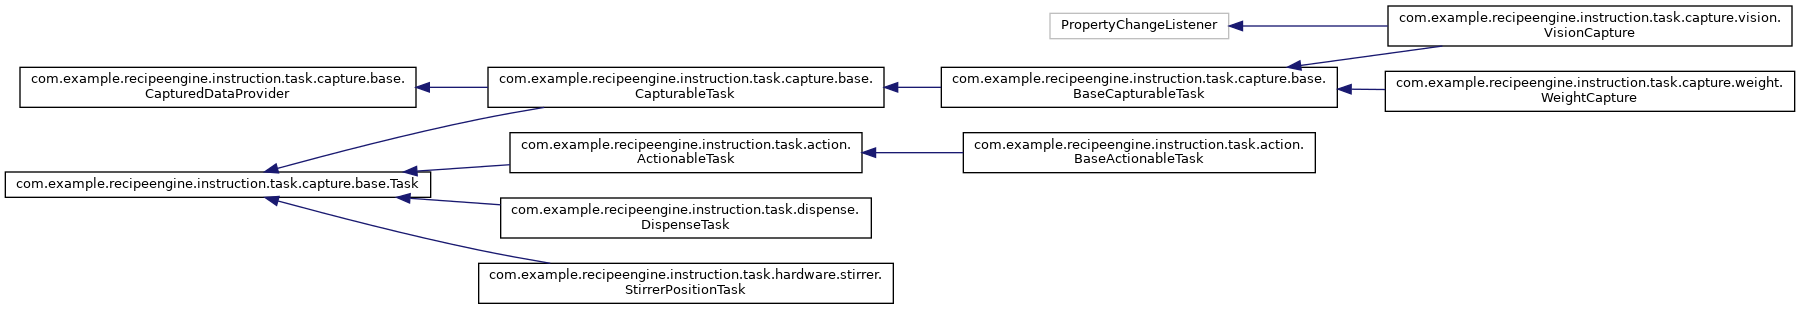 PropertyChangeListener
com.example.recipeengine.instruction.task.capture.vision.
VisionCapture
com.example.recipeengine.instruction.task.capture.base.
CapturedDataProvider
com.example.recipeengine.instruction.task.capture.base.
CapturableTask
com.example.recipeengine.instruction.task.capture.base.
BaseCapturableTask
com.example.recipeengine.instruction.task.capture.weight.
WeightCapture
com.example.recipeengine.instruction.task.action.
ActionableTask
com.example.recipeengine.instruction.task.action.
BaseActionableTask
com.example.recipeengine.instruction.task.capture.base.Task
com.example.recipeengine.instruction.task.dispense.
DispenseTask
com.example.recipeengine.instruction.task.hardware.stirrer.
StirrerPositionTask